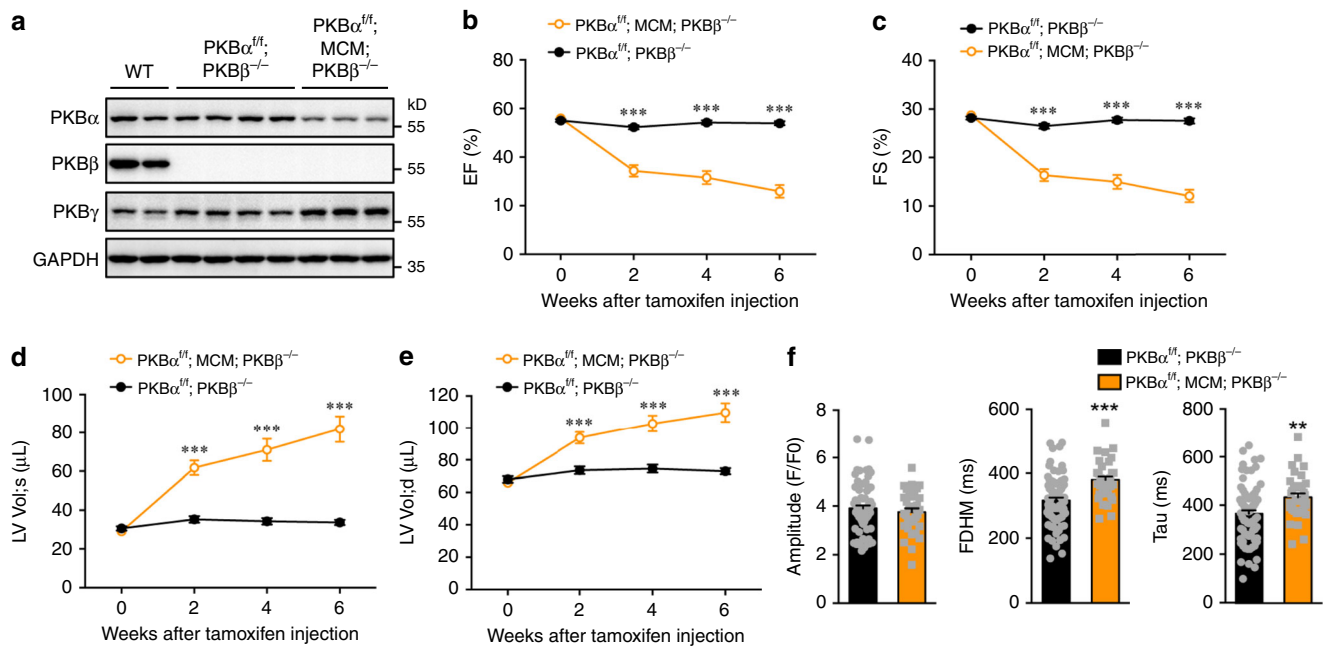 a
WT
PKBα^f/f;
PKBβ^−/−
PKBα^f/f;
MCM;
PKBβ^−/−
kD
PKBα
55
PKBβ
55
PKBγ
55
GAPDH
35
b
PKBα^f/f; MCM; PKBβ^−/−
PKBα^f/f; PKBβ^−/−
EF (%)
80
60
40
20
0
*** *** ***
0 2 4 6
Weeks after tamoxifen injection
c
PKBα^f/f; PKBβ^−/−
PKBα^f/f; MCM; PKBβ^−/−
FS (%)
40
30
20
10
0
*** *** ***
0 2 4 6
Weeks after tamoxifen injection
d
PKBα^f/f; MCM; PKBβ^−/−
PKBα^f/f; PKBβ^−/−
LV Vol;s (μL)
100
80
60
40
20
0
*** *** ***
0 2 4 6
Weeks after tamoxifen injection
e
PKBα^f/f; MCM; PKBβ^−/−
PKBα^f/f; PKBβ^−/−
LV Vol;d (μL)
120
100
80
60
40
20
0
*** *** ***
0 2 4 6
Weeks after tamoxifen injection
f
PKBα^f/f; PKBβ^−/−
PKBα^f/f; MCM; PKBβ^−/−
Amplitude (F/F0)
8
6
4
2
0
FDHM (ms)
600
400
200
0
***
Tau (ms)
800
600
400
200
0
**